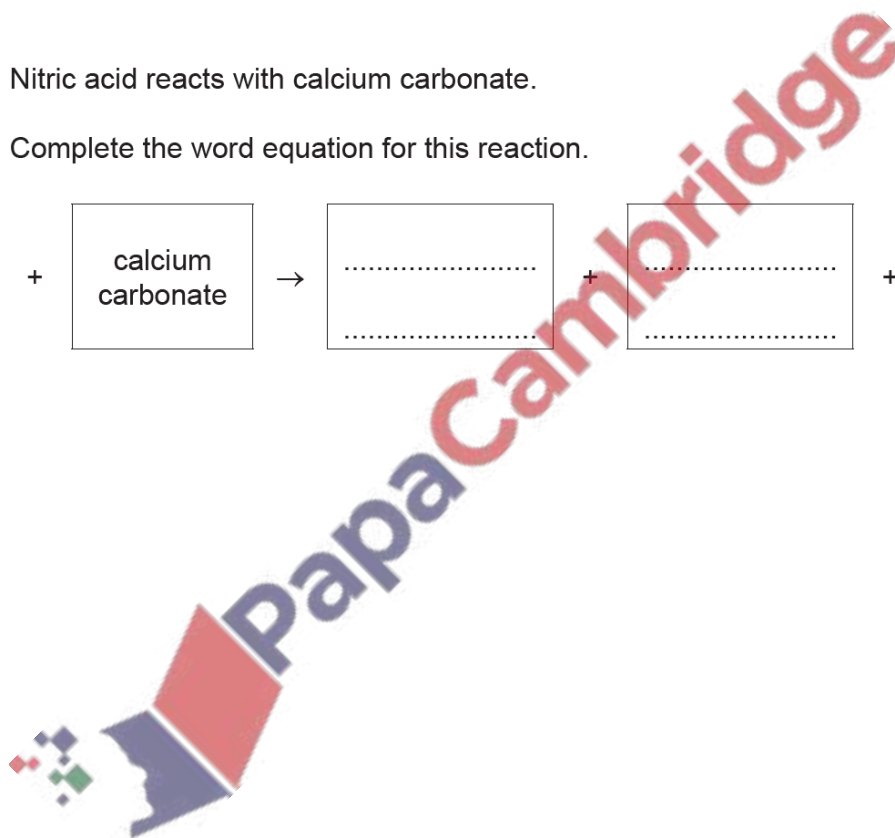 Nitric acid reacts with calcium carbonate.
Complete the word equation for this reaction.
+ calcium carbonate → ........................ + ........................ +
........................ ........................
PapaCambridge